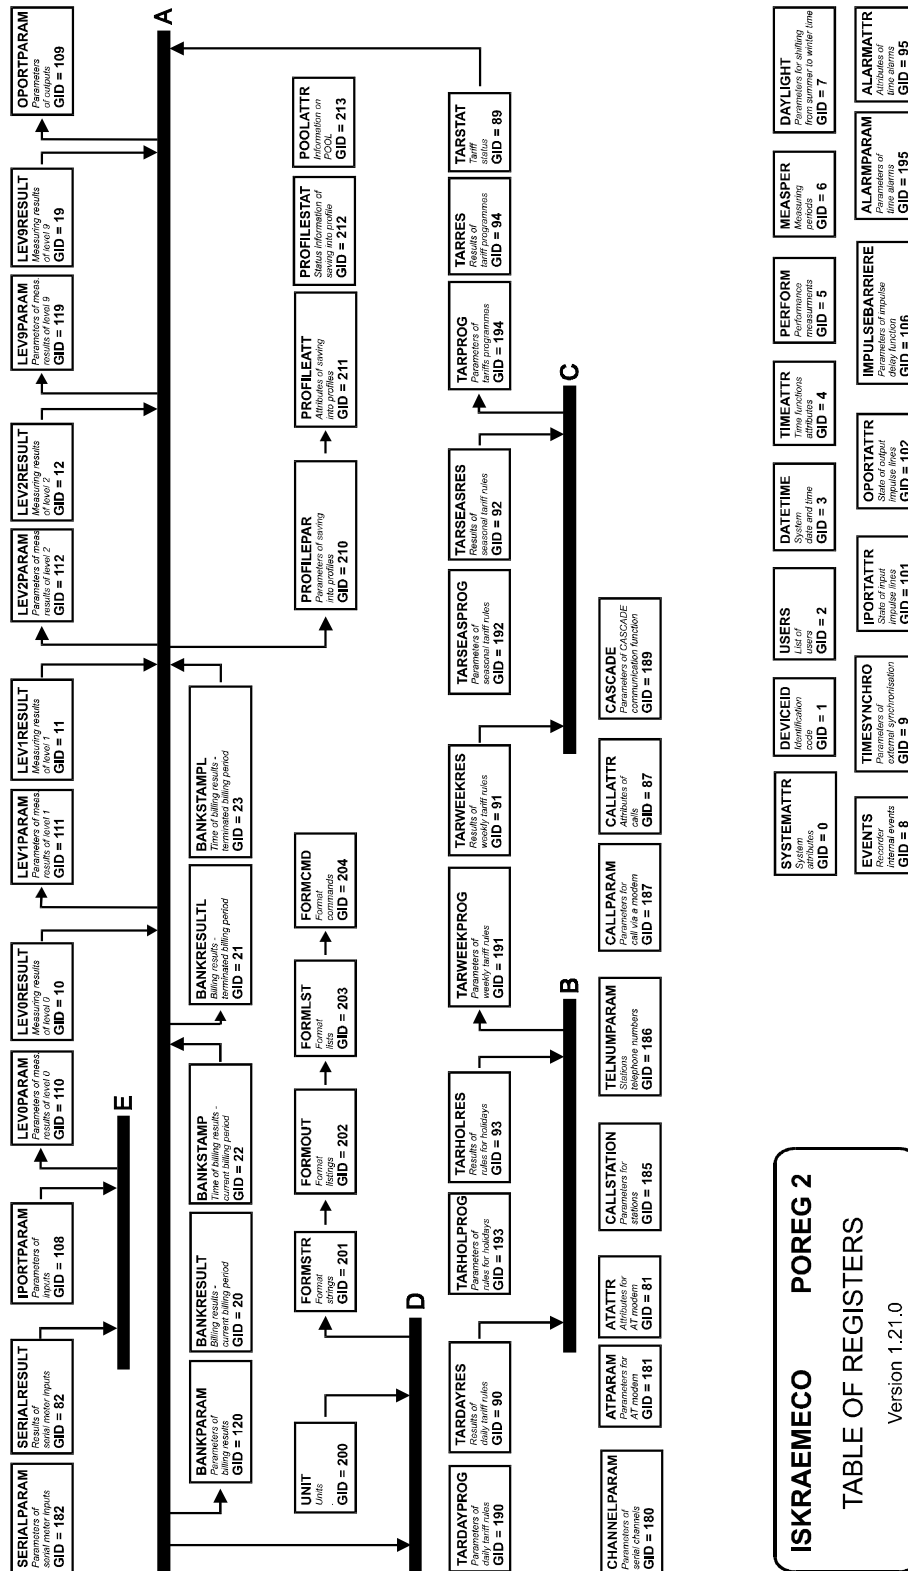 SERIALPARAM
Parameters of
serial meter inputs
GID = 182
SERIALRESULT
Results of
serial meter inputs
GID = 82
IPORTPARAM
Parameters of
inputs
GID = 108
LEV0PARAM
Parameters of meas.
results of level 0
GID = 110
LEV0RESULT
Measuring results
of level 0
GID = 10
LEV1PARAM
Parameters of meas.
results of level 1
GID = 111
LEV1RESULT
Measuring results
of level 1
GID = 11
LEV2PARAM
Parameters of meas.
results of level 2
GID = 112
LEV2RESULT
Measuring results
of level 2
GID = 12
LEV9PARAM
Parameters of meas.
results of level 9
GID = 119
LEV9RESULT
Measuring results
of level 9
GID = 19
OPORTPARAM
Parameters
of outputs
GID = 109
E
A
BANKPARAM
Parameters of
billing results
GID = 120
BANKRESULT
Billing results -
current billing period
GID = 20
BANKSTAMP
Time of billing results -
current billing period
GID = 22
BANKRESULTL
Billing results -
terminated billing period
GID = 21
BANKSTAMPL
Time of billing results -
terminated billing period
GID = 23
UNIT
Units
GID = 200
FORMSTR
Format
strings
GID = 201
FORMOUT
Format
listings
GID = 202
FORMLST
Format
lists
GID = 203
FORMCMD
Format
commands
GID = 204
PROFILEPAR
Parameters of saving
into profiles
GID = 210
PROFILEATT
Attributes of saving
into profiles
GID = 211
PROFILESTAT
Status information of
saving into profile
GID = 212
POOLATTR
Information on
POOL
GID = 213
D
TARDAYPROG
Parameters of
daily tariff rules
GID = 190
TARDAYRES
Results of
daily tariff rules
GID = 90
TARHOLPROG
Parameters of
rules for holidays
GID = 193
TARHOLRES
Results of
rules for holidays
GID = 93
TARWEEKPROG
Parameters of
weekly tariff rules
GID = 191
TARWEEKRES
Results of
weekly tariff rules
GID = 91
TARSEASPROG
Parameters of
seasonal tariff rules
GID = 192
TARSEASRES
Results of
seasonal tariff rules
GID = 92
TARPROG
Parameters of
tariffs programmes
GID = 194
TARRES
Results of
tariff programmes
GID = 94
TARSTAT
Tariff
status
GID = 89
B
C
CHANNELPARAM
Parameters of
serial channels
GID = 180
ATPARAM
Parameters for
AT modem
GID = 181
ATATTR
Attributes for
AT modem
GID = 81
CALLSTATION
Parameters for
stations
GID = 185
TELNUMPARAM
Stations
telephone numbers
GID = 186
CALLPARAM
Parameters for
call via a modem
GID = 187
CALLATTR
Attributes of
calls
GID = 87
CASCADE
Parameters of CASCADE
communication function
GID = 189
ISKRAEMECO POREG 2
TABLE OF REGISTERS
Version 1.21.0
SYSTEMATTR
System
attributes
GID = 0
DEVICEID
Identification
code
GID = 1
USERS
List of
users
GID = 2
DATETIME
System
date and time
GID = 3
TIMEATTR
Time functions
attributes
GID = 4
PERFORM
Performance
measurments
GID = 5
MEASPER
Measuring
periods
GID = 6
DAYLIGHT
Parameters for shifting
from summer to winter time
GID = 7
EVENTS
Recorder
internal events
GID = 8
TIMESYNCHRO
Parameters of
external synchronisation
GID = 9
IPORTATTR
State of input
impulse lines
GID = 101
OPORTATTR
State of output
impulse lines
GID = 102
IMPULSEBARRIERE
Parameters of impulse
delay function
GID = 106
ALARMPARAM
Parameters of
time alarms
GID = 195
ALARMATTR
Attributes of
time alarms
GID = 95